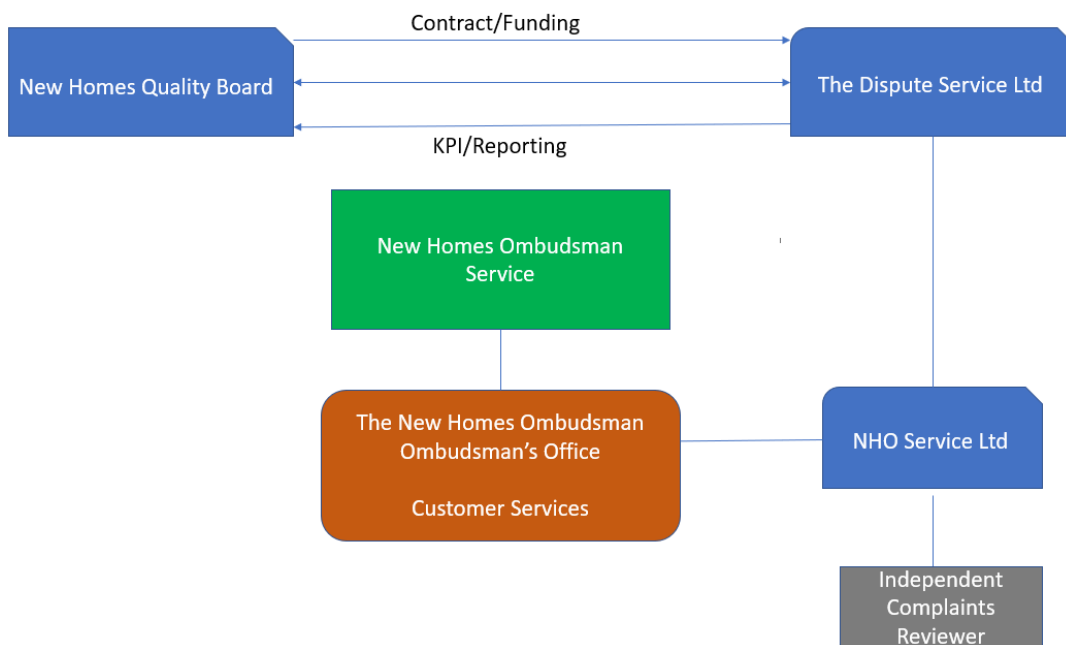 Contract/Funding
New Homes Quality Board
The Dispute Service Ltd
KPI/Reporting
New Homes Ombudsman
Service
The New Homes Ombudsman
Ombudsman’s Office
Customer Services
NHO Service Ltd
Independent
Complaints
Reviewer